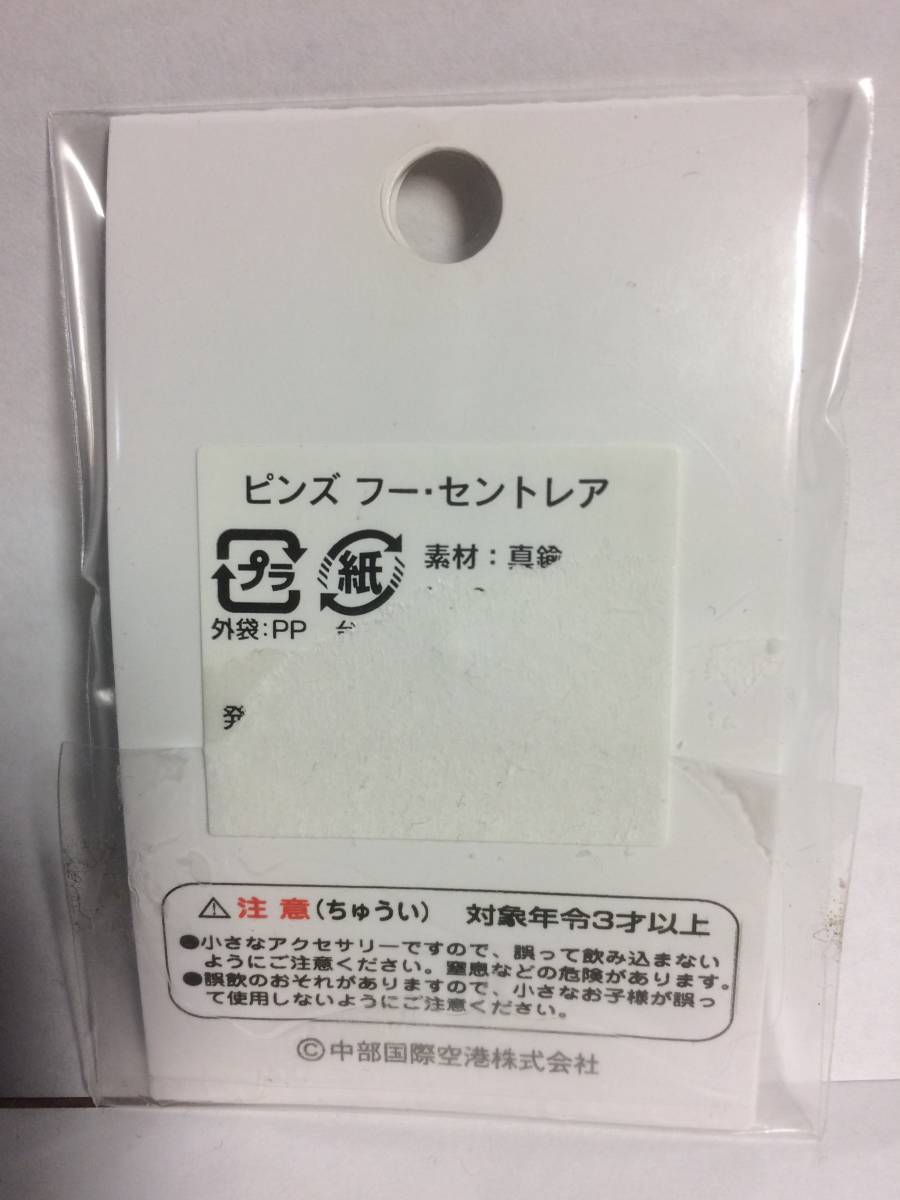 ピンズ フー・セントレア
プラ 紙 素材:真鍮
外袋:PP 台
発
⚠注意(ちゅうい) 対象年令3才以上
●小さなアクセサリーですので、誤って飲み込まない
ようにご注意ください。窒息などの危険があります。
●誤飲のおそれがありますので、小さなお子様が誤っ
て使用しないようにご注意ください。
©中部国際空港株式会社